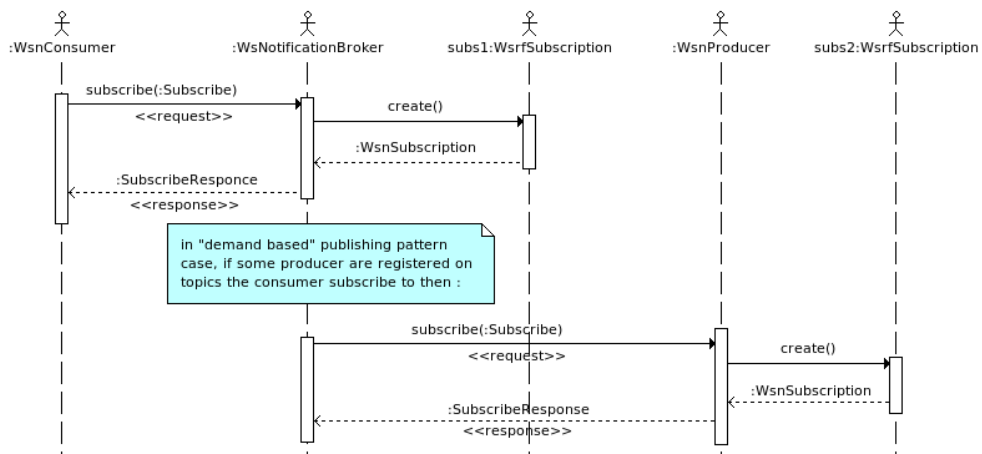 :WsnConsumer
:WsNotificationBroker
subs1:WsrfSubscription
:WsnProducer
subs2:WsrfSubscription
subscribe(:Subscribe)
<<request>>
create()
:WsnSubscription
:SubscribeResponce
<<response>>
in "demand based" publishing pattern
case, if some producer are registered on
topics the consumer subscribe to then :
subscribe(:Subscribe)
<<request>>
create()
:WsnSubscription
:SubscribeResponse
<<response>>